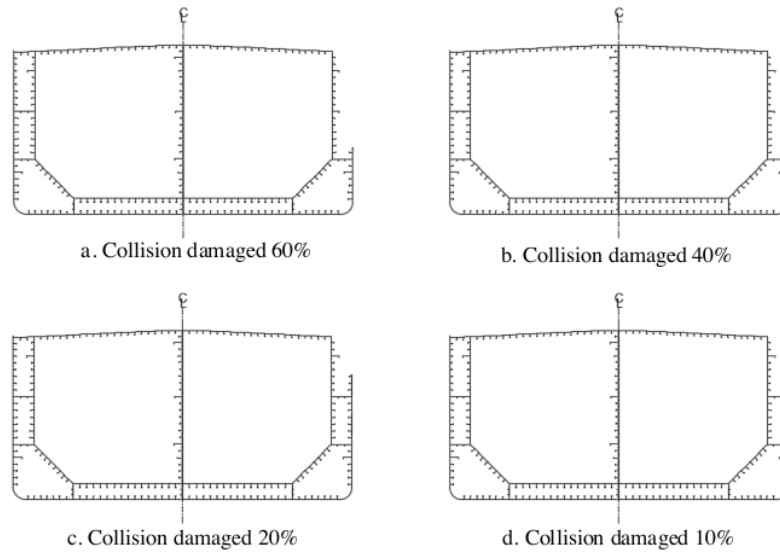 ℄
℄
a. Collision damaged 60%
b. Collision damaged 40%
℄
℄
c. Collision damaged 20%
d. Collision damaged 10%